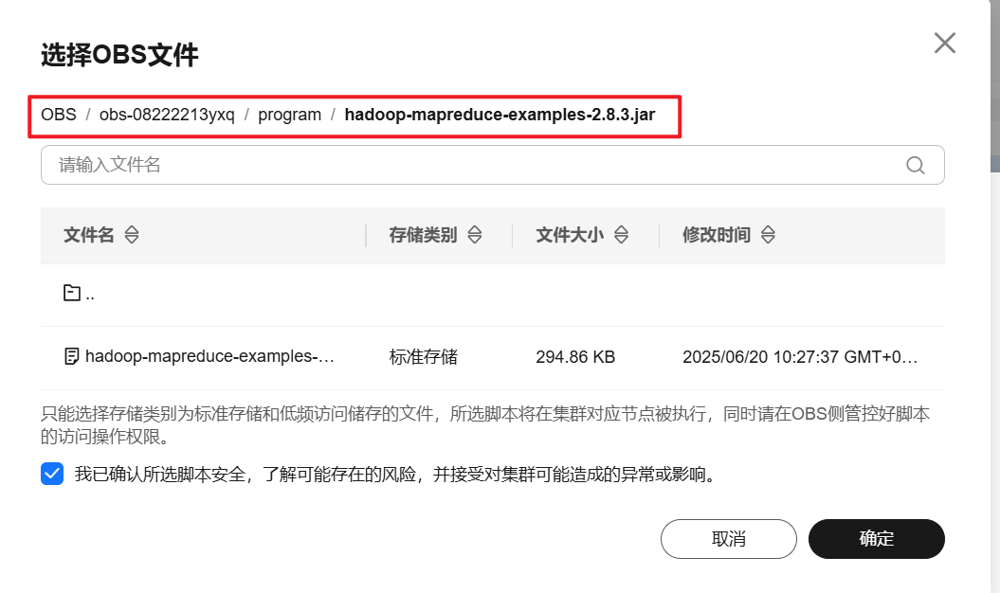 选择OBS文件
OBS / obs-08222213yxq / program / hadoop-mapreduce-examples-2.8.3.jar
请输入文件名
文件名 存储类别 文件大小 修改时间
..
hadoop-mapreduce-examples-… 标准存储 294.86 KB 2025/06/20 10:27:37 GMT+0…
只能选择存储类别为标准存储和低频访问储存的文件，所选脚本将在集群对应节点被执行，同时请在OBS侧管控好脚本
的访问操作权限。
我已确认所选脚本安全，了解可能存在的风险，并接受对集群可能造成的异常或影响。
取消 确定